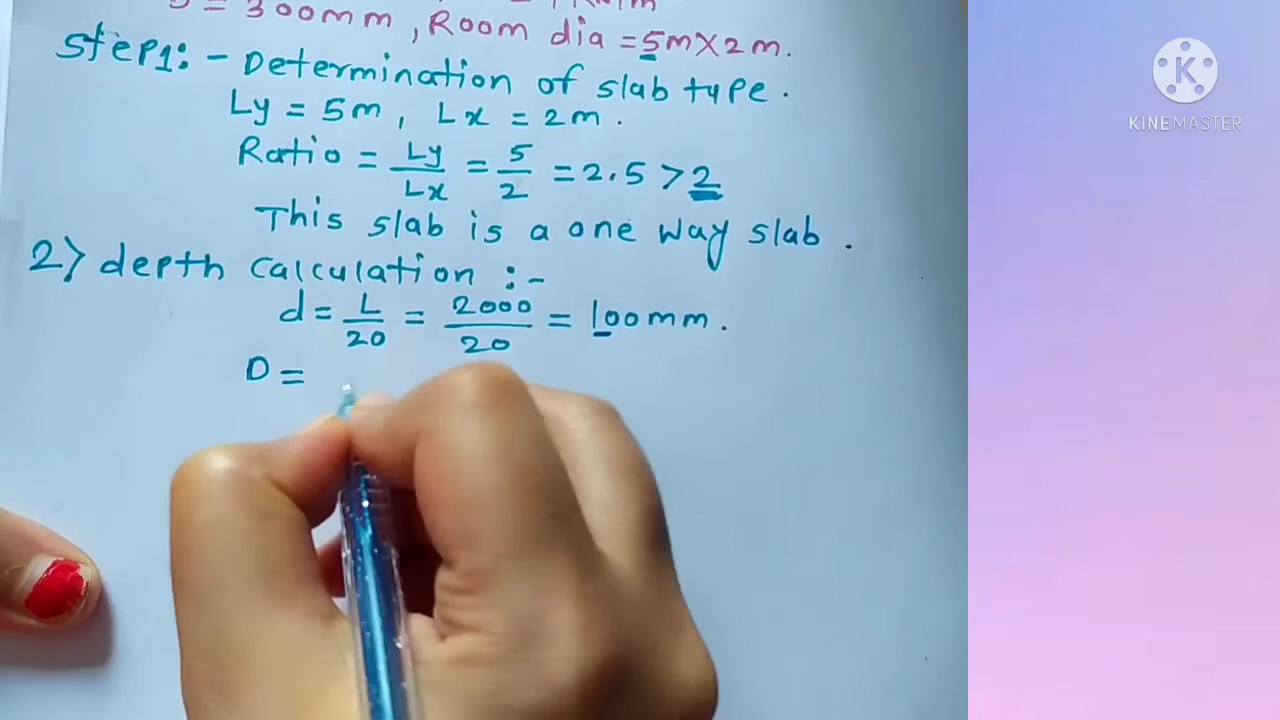 = 300mm, Room dia = 5m X 2m.
Step1: - Determination of slab type.
Ly = 5m, Lx = 2m.
Ratio = Ly/Lx = 5/2 = 2.5 > 2
This slab is a one way slab.
2) depth calculation :-
d = L/20 = 2000/20 = 100mm.
D =
KINEMASTER